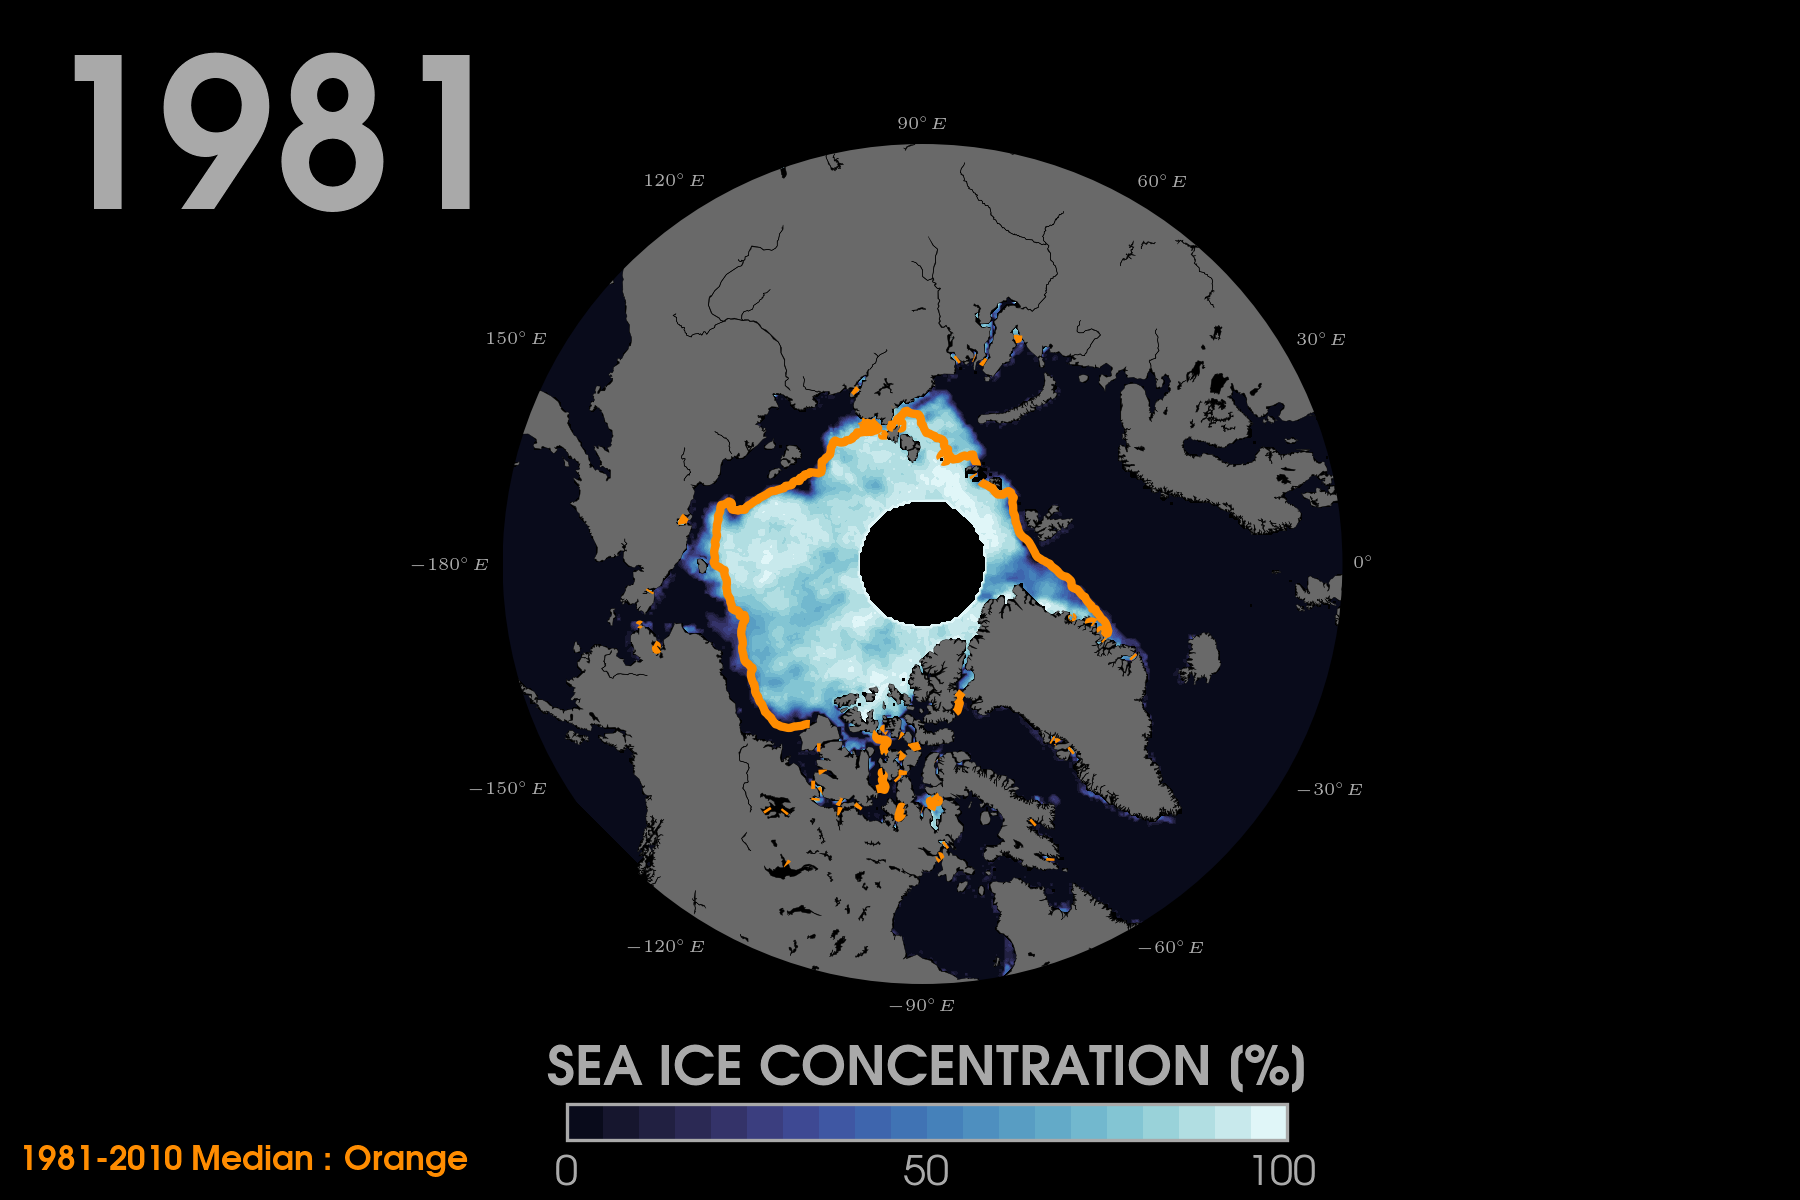 1981
90° E
120° E
60° E
150° E
30° E
−180° E
0°
−150° E
−30° E
−120° E
−60° E
−90° E
SEA ICE CONCENTRATION (%)
1981-2010 Median : Orange
0
50
100